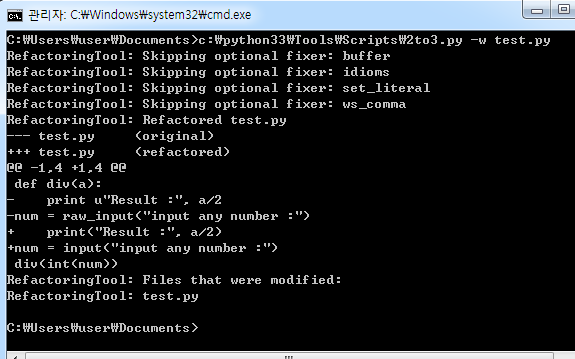 관리자: C:₩Windows₩system32₩cmd.exe
C:₩Users₩user₩Documents>c:₩python33₩Tools₩Scripts₩2to3.py -w test.py
RefactoringTool: Skipping optional fixer: buffer
RefactoringTool: Skipping optional fixer: idioms
RefactoringTool: Skipping optional fixer: set_literal
RefactoringTool: Skipping optional fixer: ws_comma
RefactoringTool: Refactored test.py
--- test.py     (original)
+++ test.py     (refactored)
@@ -1,4 +1,4 @@
 def div(a):
-    print u"Result :", a/2
-num = raw_input("input any number :")
+    print("Result :", a/2)
+num = input("input any number :")
 div(int(num))
RefactoringTool: Files that were modified:
RefactoringTool: test.py
C:₩Users₩user₩Documents>